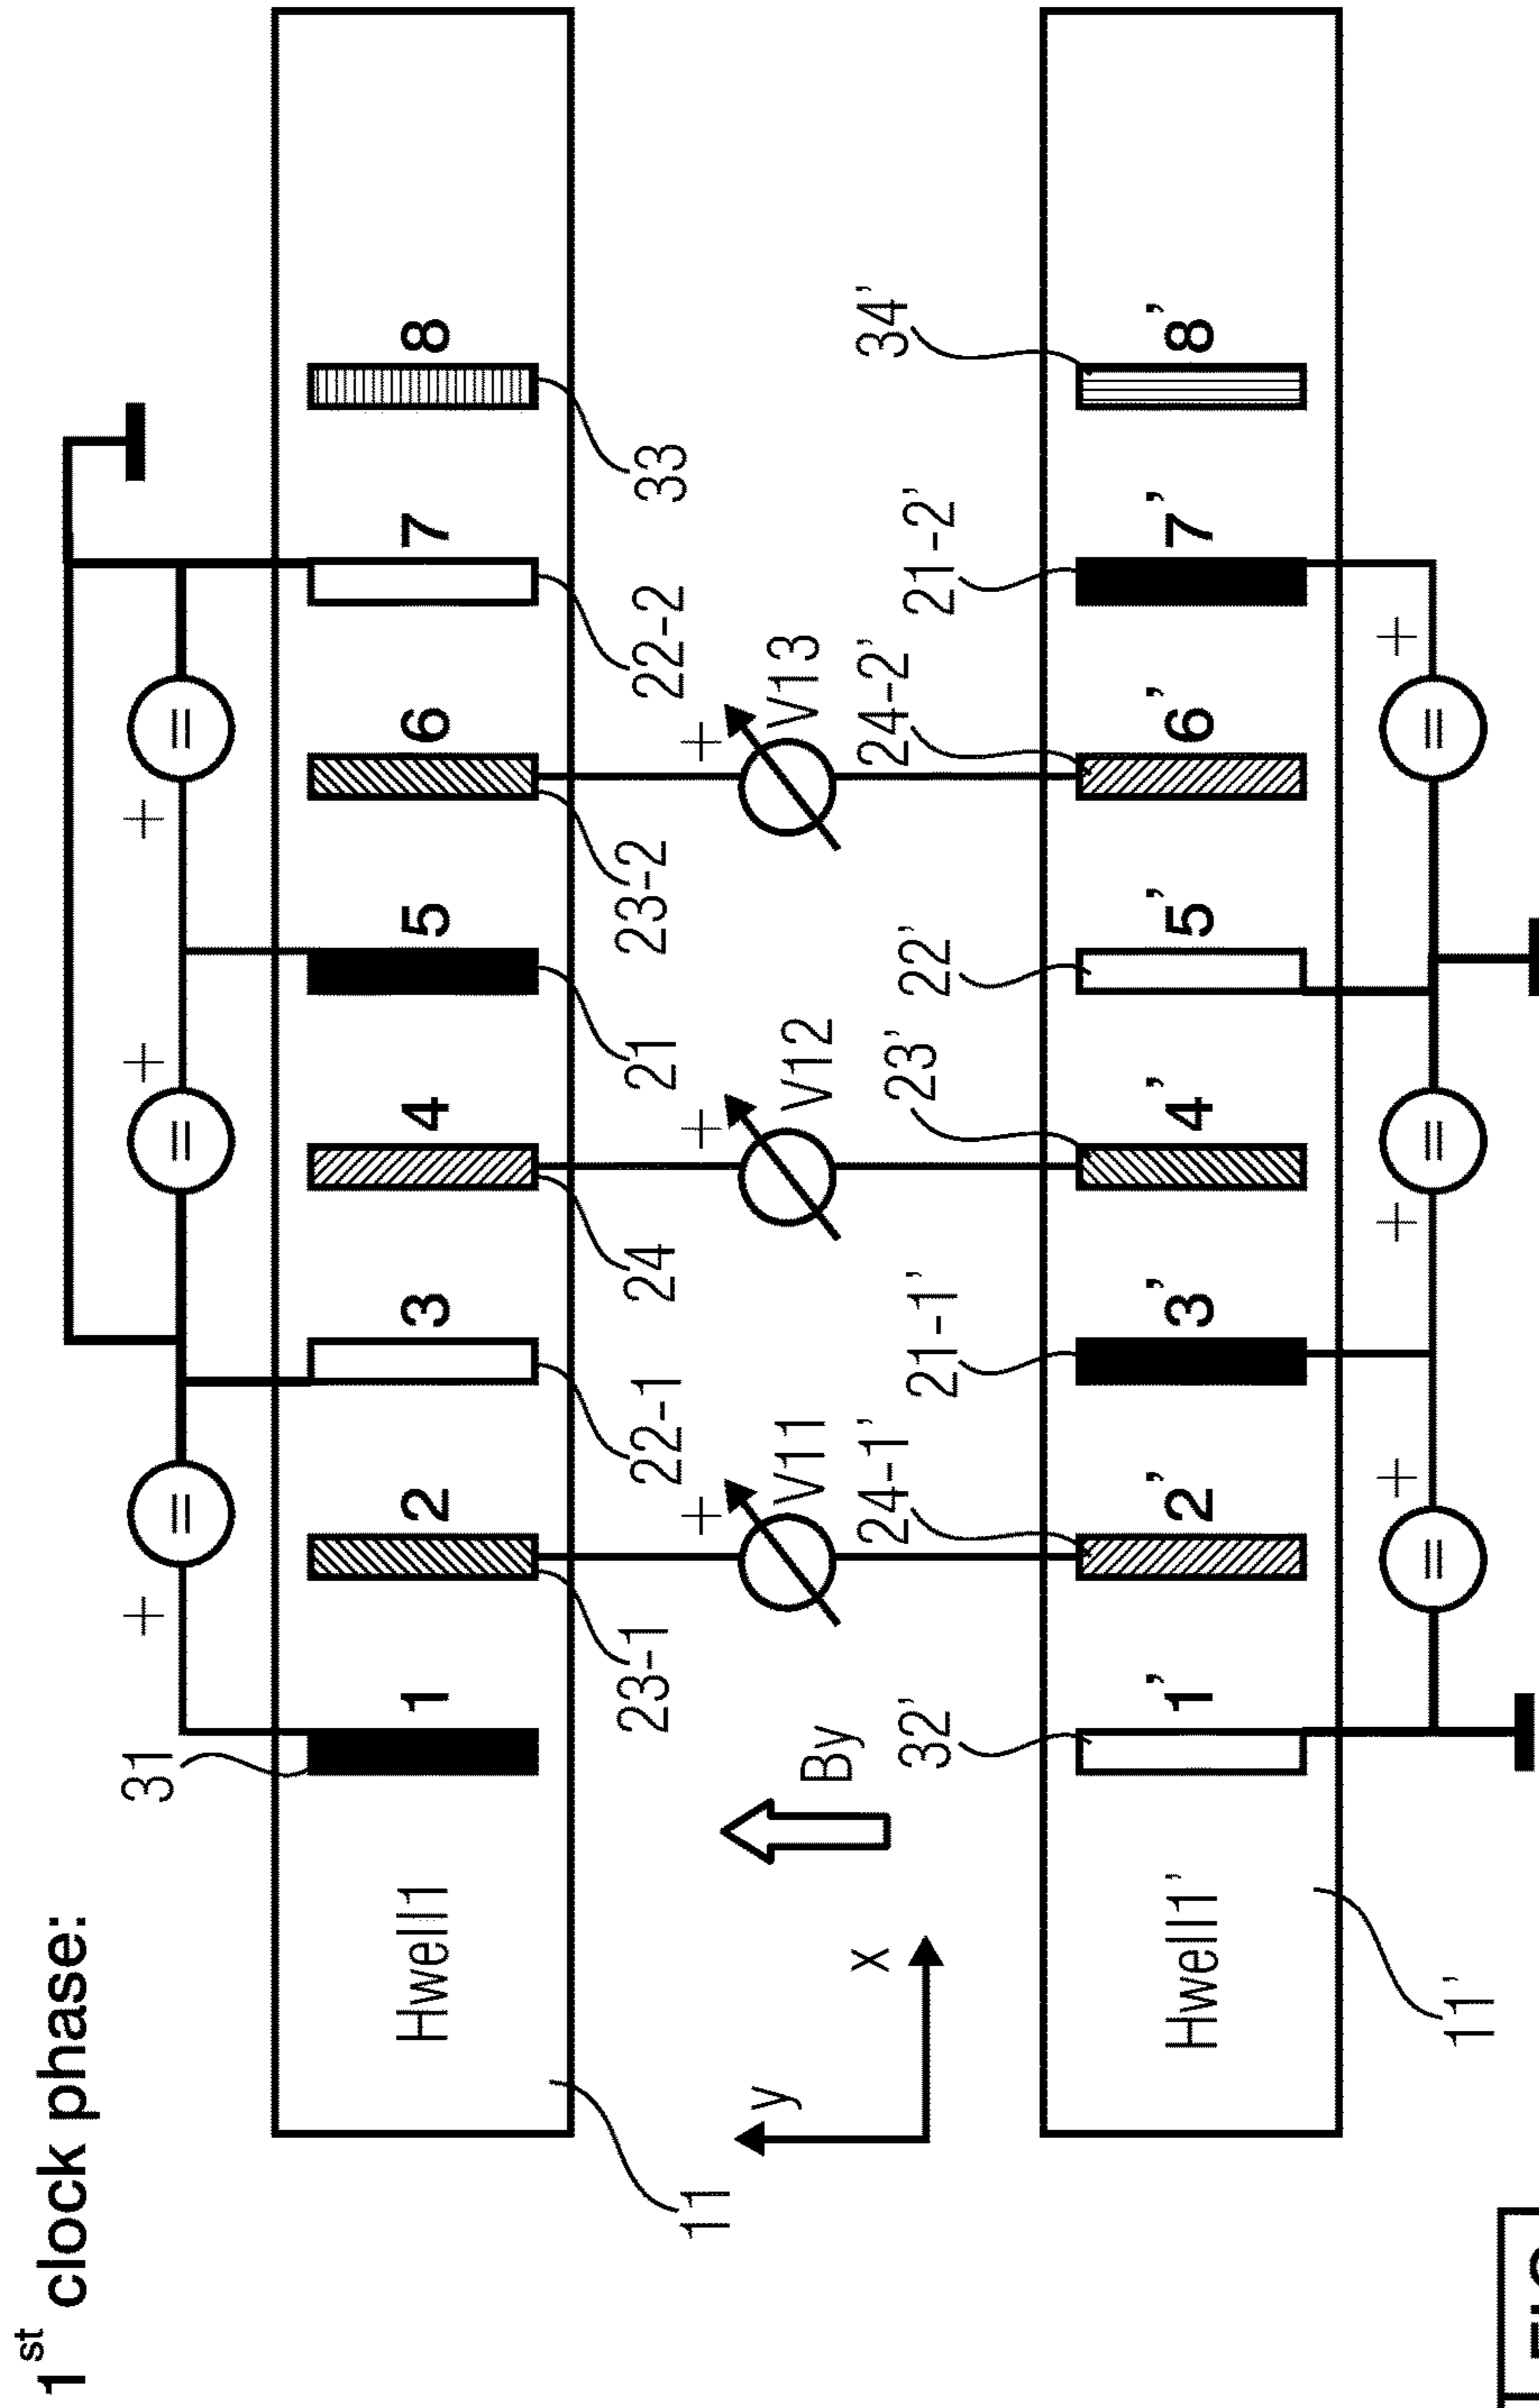 1st clock phase:
31
+ + + +
= = =
Hwell1 1 2 3 4 5 6 7 8
11 23-1 22-1 24 21 23-2 22-2 33
y
+ + +
By V11 V12 V13
x
32' 24-1' 21-1' 23' 22' 24-2' 21-2' 34'
Hwell1' 1' 2' 3' 4' 5' 6' 7' 8'
+ + +
= = =
11'